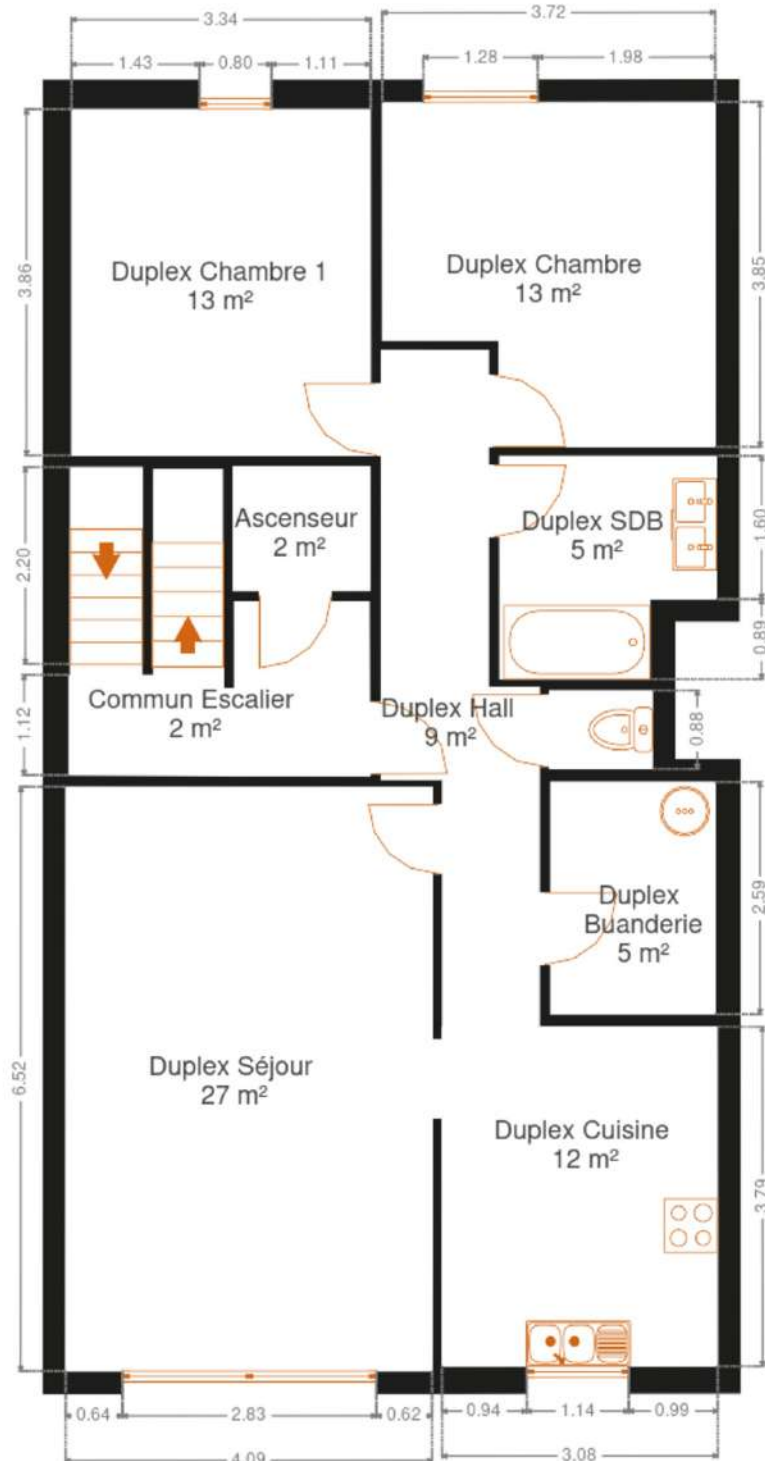 3.34
3.72
1.43
0.80
1.11
1.28
1.98
3.86
3.85
Duplex Chambre 1
13 m²
Duplex Chambre
13 m²
2.20
Ascenseur
2 m²
Duplex SDB
5 m²
1.60
0.89
1.12
Commun Escalier
2 m²
Duplex Hall
9 m²
0.88
Duplex
Buanderie
5 m²
2.59
6.52
Duplex Séjour
27 m²
Duplex Cuisine
12 m²
3.79
0.64
2.83
0.62
0.94
1.14
0.99
4.09
3.08